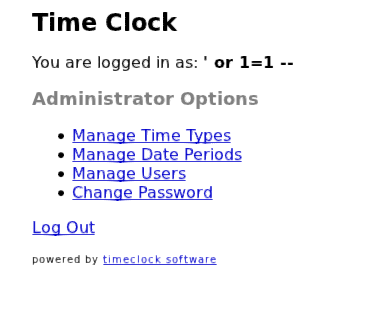 Time Clock
You are logged in as: ' or 1=1 --
Administrator Options
Manage Time Types
Manage Date Periods
Manage Users
Change Password
Log Out
powered by timeclock software